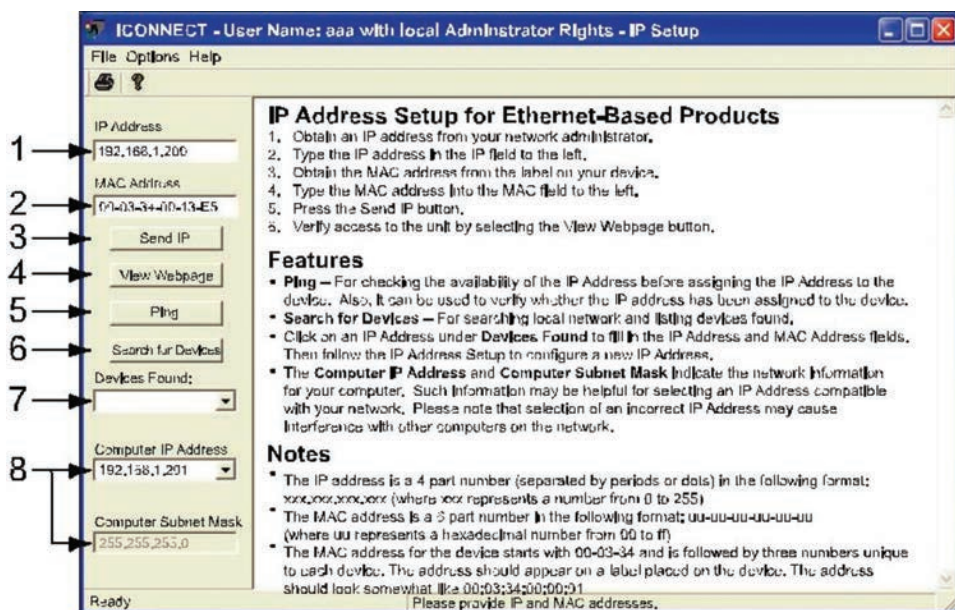 ICONNECT - User Name: aaa with local Adminstrator Rights - IP Setup
File Options Help
IP Address
1
192.168.1.200
MAC Address
2
00-03-34-00-13-E5
3
Send IP
4
View Webpage
5
Ping
6
Search for Devices
Devices Found:
7
Computer IP Address
8
192.168.1.201
Computer Subnet Mask
255.255.255.0
IP Address Setup for Ethernet-Based Products
1. Obtain an IP address from your network administrator.
2. Type the IP address in the IP field to the left.
3. Obtain the MAC address from the label on your device.
4. Type the MAC address into the MAC field to the left.
5. Press the Send IP button.
6. Verify access to the unit by selecting the View Webpage button.
Features
• Ping – For checking the availability of the IP Address before assigning the IP Address to the
device. Also, it can be used to verify whether the IP address has been assigned to the device.
• Search for Devices – For searching local network and listing devices found.
• Click on an IP Address under Devices Found to fill in the IP Address and MAC Address fields.
Then follow the IP Address Setup to configure a new IP Address.
• The Computer IP Address and Computer Subnet Mask indicate the network information
for your computer. Such information may be helpful for selecting an IP Address compatible
with your network. Please note that selection of an incorrect IP Address may cause
interference with other computers on the network.
Notes
• The IP address is a 4 part number (separated by periods or dots) in the following format:
xxx.xxx.xxx.xxx (where xxx represents a number from 0 to 255)
• The MAC address is a 6 part number in the following format: uu-uu-uu-uu-uu-uu
(where uu represents a hexadecimal number from 00 to ff)
• The MAC address for the device starts with 00-03-34 and is followed by three numbers unique
to each device. The address should appear on a label placed on the device. The address
should look somewhat like 00:03:34:00:00:91
Ready
Please provide IP and MAC addresses.